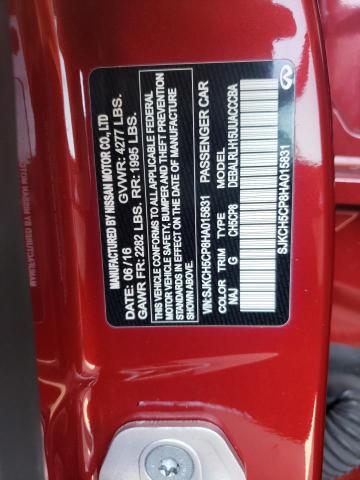 MANUFACTURED BY NISSAN MOTOR CO., LTD
DATE: 06/16 GVWR: 4277 LBS.
GAWR FR: 2282 LBS. RR: 1995 LBS.
THIS VEHICLE CONFORMS TO ALL APPLICABLE FEDERAL
MOTOR VEHICLE SAFETY, BUMPER AND THEFT PREVENTION
STANDARDS IN EFFECT ON THE DATE OF
MANUFACTURE SHOWN ABOVE.
VIN:SJKCH5CP8HA015831 PASSENGER CAR
COLOR TRIM TYPE MODEL
NAJ G CH5CP8 DEBALRLH15UUACCC8A
SJKCH5CP8HA015831